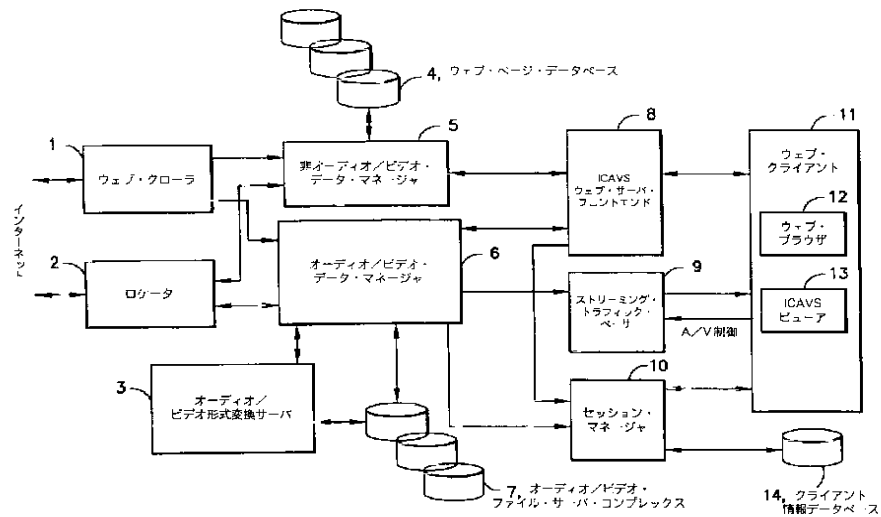 4, ウェブ・ページ・データベース
1
ウェブ・クローラ
5
非オーディオ/ビデオ・
データ・マネージャ
8
ICAVS
ウェブ・サーバ・
フロントエンド
11
ウェブ・
クライアント
12
ウェブ・
ブラウザ
13
ICAVS
ビューア
インターネット
2
ロケータ
6
オーディオ/ビデオ・
データ・マネージャ
9
ストリーミング・
トラフィック・
A/V制御
3
オーディオ/
ビデオ形式変換サーバ
10
セッション・
マネージャ
7, オーディオ/ビデオ・
ファイル・サーバ・コンプレックス
14, クライアント
情報データベース